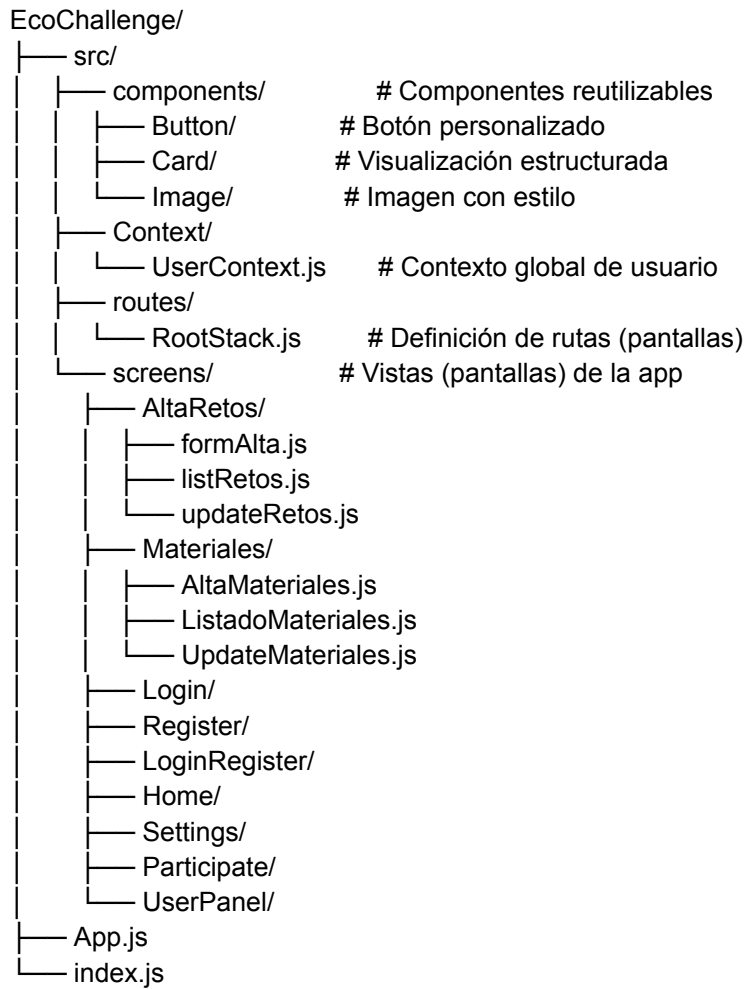 EcoChallenge/
├── src/
│   ├── components/ # Componentes reutilizables
│   │   ├── Button/ # Botón personalizado
│   │   ├── Card/ # Visualización estructurada
│   │   └── Image/ # Imagen con estilo
│   ├── Context/
│   │   └── UserContext.js # Contexto global de usuario
│   ├── routes/
│   │   └── RootStack.js # Definición de rutas (pantallas)
│   └── screens/ # Vistas (pantallas) de la app
│       ├── AltaRetos/
│       │   ├── formAlta.js
│       │   ├── listRetos.js
│       │   └── updateRetos.js
│       ├── Materiales/
│       │   ├── AltaMateriales.js
│       │   ├── ListadoMateriales.js
│       │   └── UpdateMateriales.js
│       ├── Login/
│       ├── Register/
│       ├── LoginRegister/
│       ├── Home/
│       ├── Settings/
│       ├── Participate/
│       └── UserPanel/
├── App.js
└── index.js